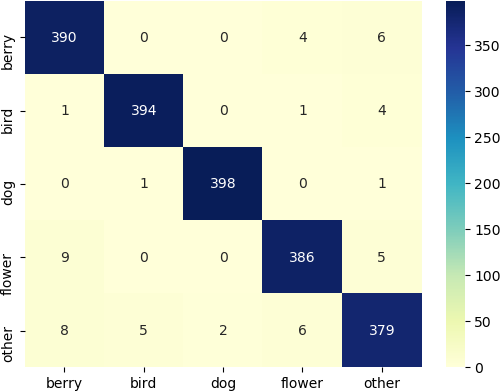 berry 390 0 0 4 6
bird 1 394 0 1 4
dog 0 1 398 0 1
flower 9 0 0 386 5
other 8 5 2 6 379
berry bird dog flower other
350
300
250
200
150
100
50
0